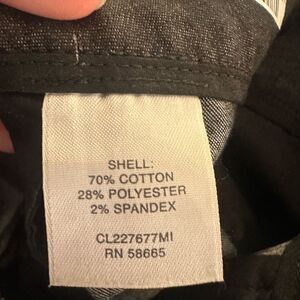 SHELL:
70% COTTON
28% POLYESTER
2% SPANDEX
CL227677MI
RN 58665